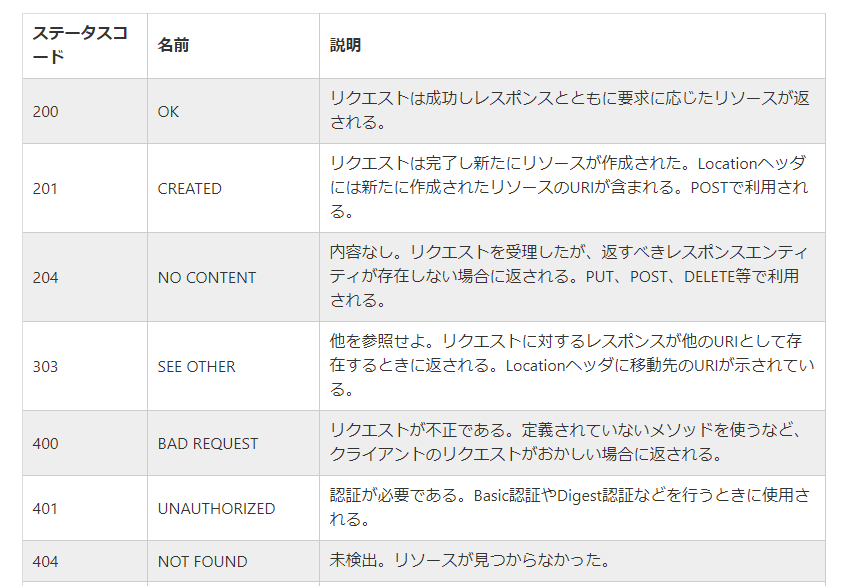 ステータスコ
ード
名前
説明
200
OK
リクエストは成功しレスポンスとともに要求に応じたリソースが返
される。
201
CREATED
リクエストは完了し新たにリソースが作成された。Locationヘッダ
には新たに作成されたリソースのURIが含まれる。POSTで利用され
る。
204
NO CONTENT
内容なし。リクエストを受理したが、返すべきレスポンスエンティ
ティが存在しない場合に返される。PUT、POST、DELETE等で利用
される。
303
SEE OTHER
他を参照せよ。リクエストに対するレスポンスが他のURIとして存
在するときに返される。Locationヘッダに移動先のURIが示されてい
る。
400
BAD REQUEST
リクエストが不正である。定義されていないメソッドを使うなど、
クライアントのリクエストがおかしい場合に返される。
401
UNAUTHORIZED
認証が必要である。Basic認証やDigest認証などを行うときに使用さ
れる。
404
NOT FOUND
未検出。リソースが見つからなかった。